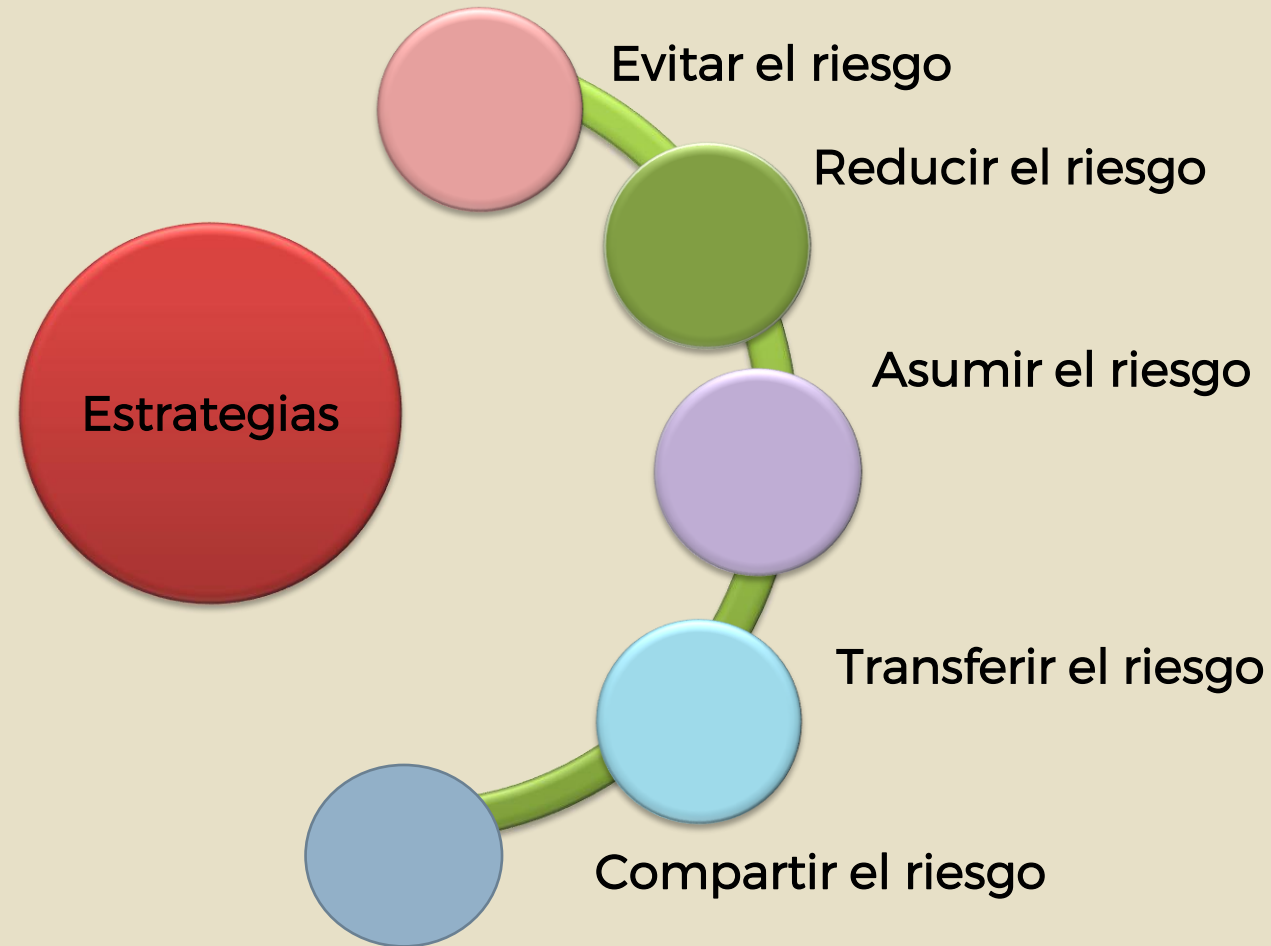 Evitar el riesgo
Reducir el riesgo
Asumir el riesgo
Estrategias
Transferir el riesgo
Compartir el riesgo